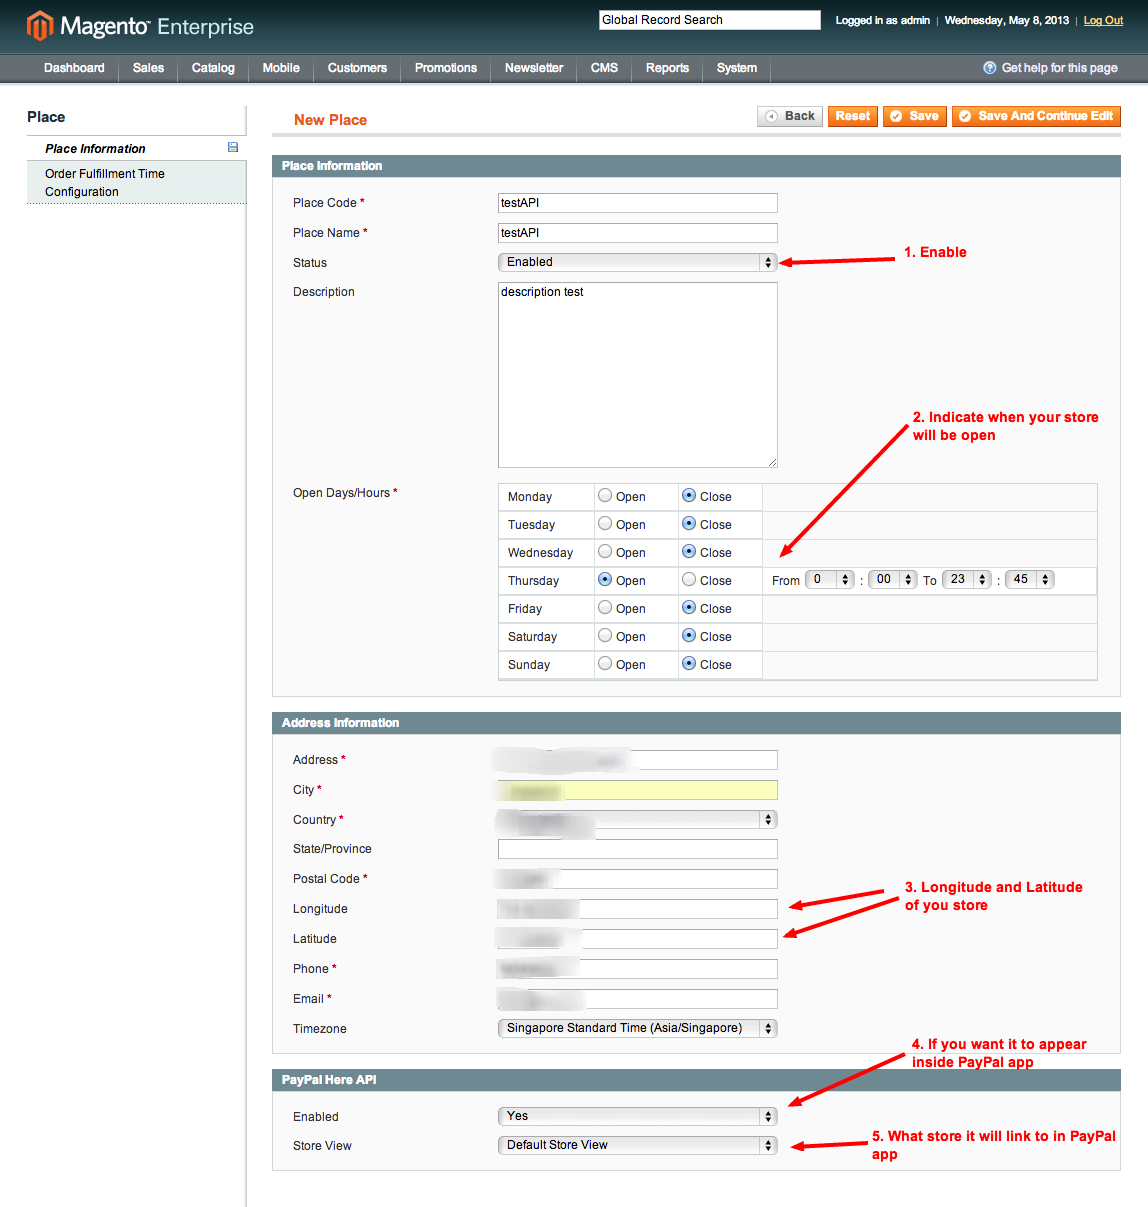 Magento Enterprise
Global Record Search
Logged in as admin | Wednesday, May 8, 2013 | Log Out
Dashboard Sales Catalog Mobile Customers Promotions Newsletter CMS Reports System Get help for this page
Place
Place Information
Order Fulfillment Time
Configuration
New Place
Back Reset Save Save And Continue Edit
Place Information
Place Code * testAPI
Place Name * testAPI
Status Enabled
1. Enable
Description description test
2. Indicate when your store
will be open
Open Days/Hours *
Monday Open Close
Tuesday Open Close
Wednesday Open Close
Thursday Open Close From 0 : 00 To 23 : 45
Friday Open Close
Saturday Open Close
Sunday Open Close
Address Information
Address *
City *
Country *
State/Province
Postal Code *
3. Longitude and Latitude
of you store
Longitude
Latitude
Phone *
Email *
Timezone Singapore Standard Time (Asia/Singapore)
4. If you want it to appear
inside PayPal app
PayPal Here API
Enabled Yes
Store View Default Store View
5. What store it will link to in PayPal
app